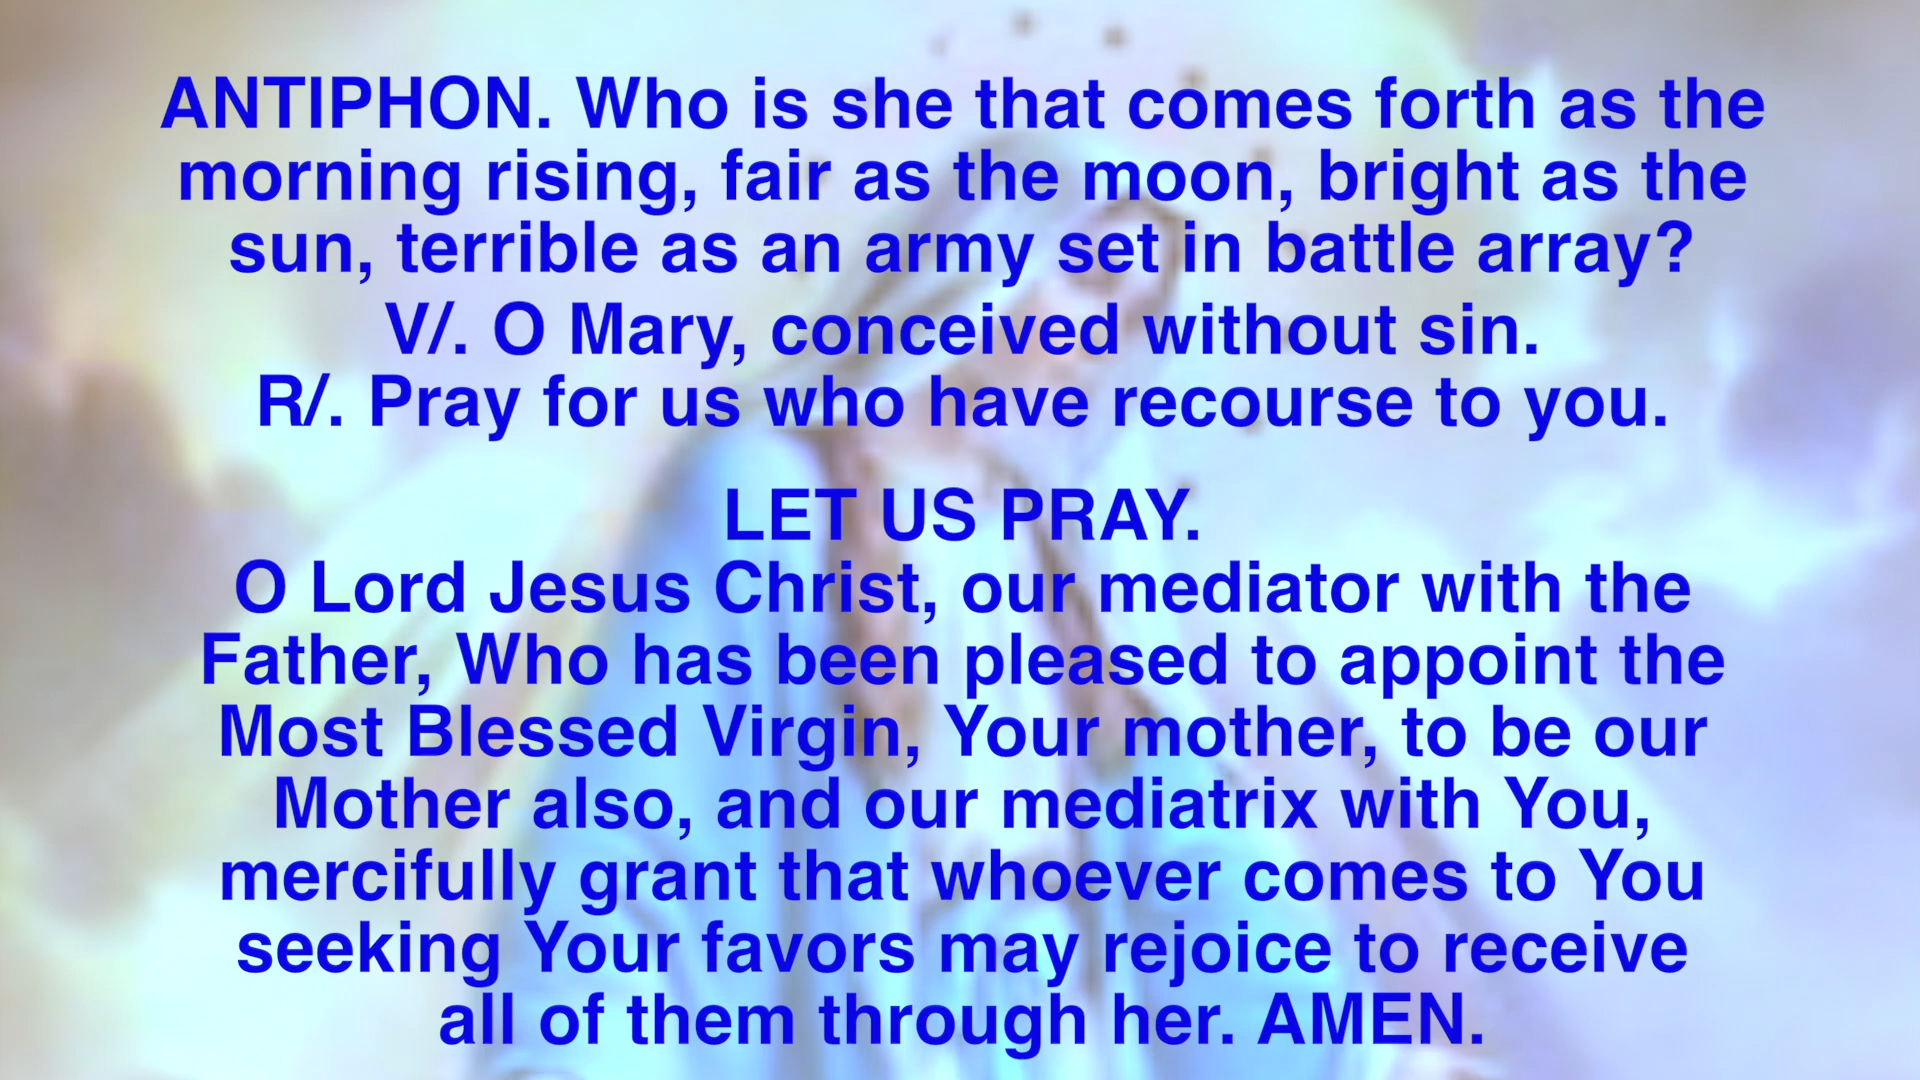 ANTIPHON. Who is she that comes forth as the
morning rising, fair as the moon, bright as the
sun, terrible as an army set in battle array?
V/. O Mary, conceived without sin.
R/. Pray for us who have recourse to you.
LET US PRAY.
O Lord Jesus Christ, our mediator with the
Father, Who has been pleased to appoint the
Most Blessed Virgin, Your mother, to be our
Mother also, and our mediatrix with You,
mercifully grant that whoever comes to You
seeking Your favors may rejoice to receive
all of them through her. AMEN.